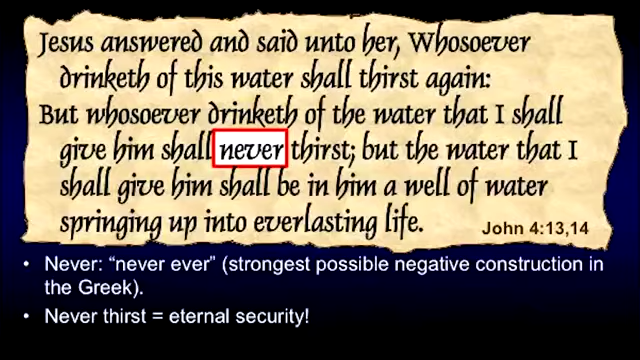 Jesus answered and said unto her, Whosoever
drinketh of this water shall thirst again:
But whosoever drinketh of the water that I shall
give him shall never thirst; but the water that I
shall give him shall be in him a well of water
springing up into everlasting life.
John 4:13,14
• Never: “never ever” (strongest possible negative construction in
the Greek).
• Never thirst = eternal security!